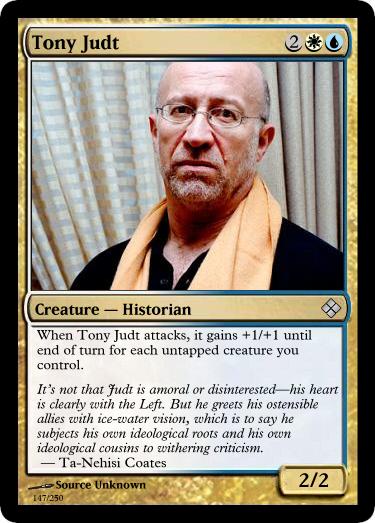 Tony Judt 2
Creature — Historian
When Tony Judt attacks, it gains +1/+1 until
end of turn for each untapped creature you
control.
It's not that Judt is amoral or disinterested—his heart
is clearly with the Left. But he greets his ostensible
allies with ice-water vision, which is to say he
subjects his own ideological roots and his own
ideological cousins to withering criticism.
— Ta-Nehisi Coates
2/2
Source Unknown
147/250